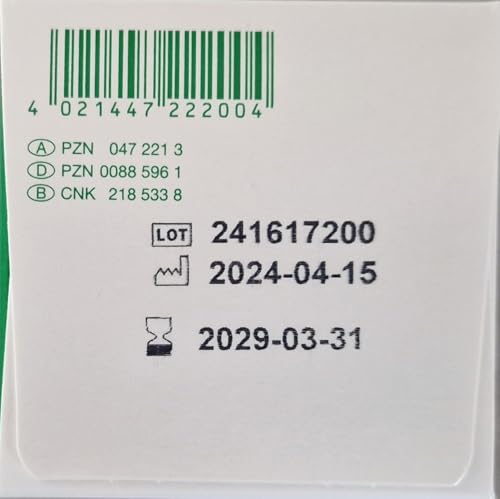 4 021447 222004
A PZN 047 221 3
D PZN 0088 596 1
B CNK 218 533 8
LOT 241617200
2024-04-15
2029-03-31